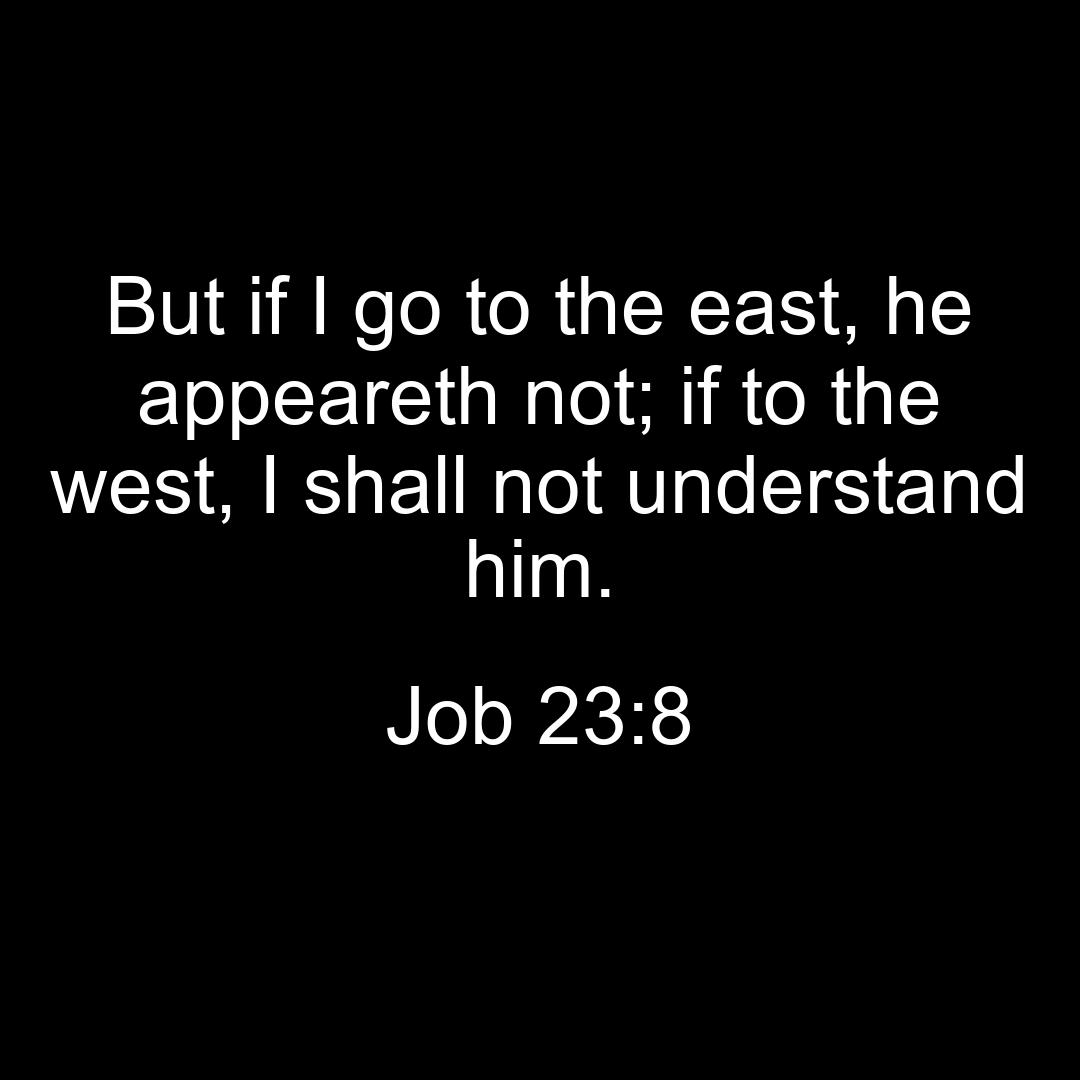 But if I go to the east, he
appeareth not; if to the
west, I shall not understand
him.
Job 23:8